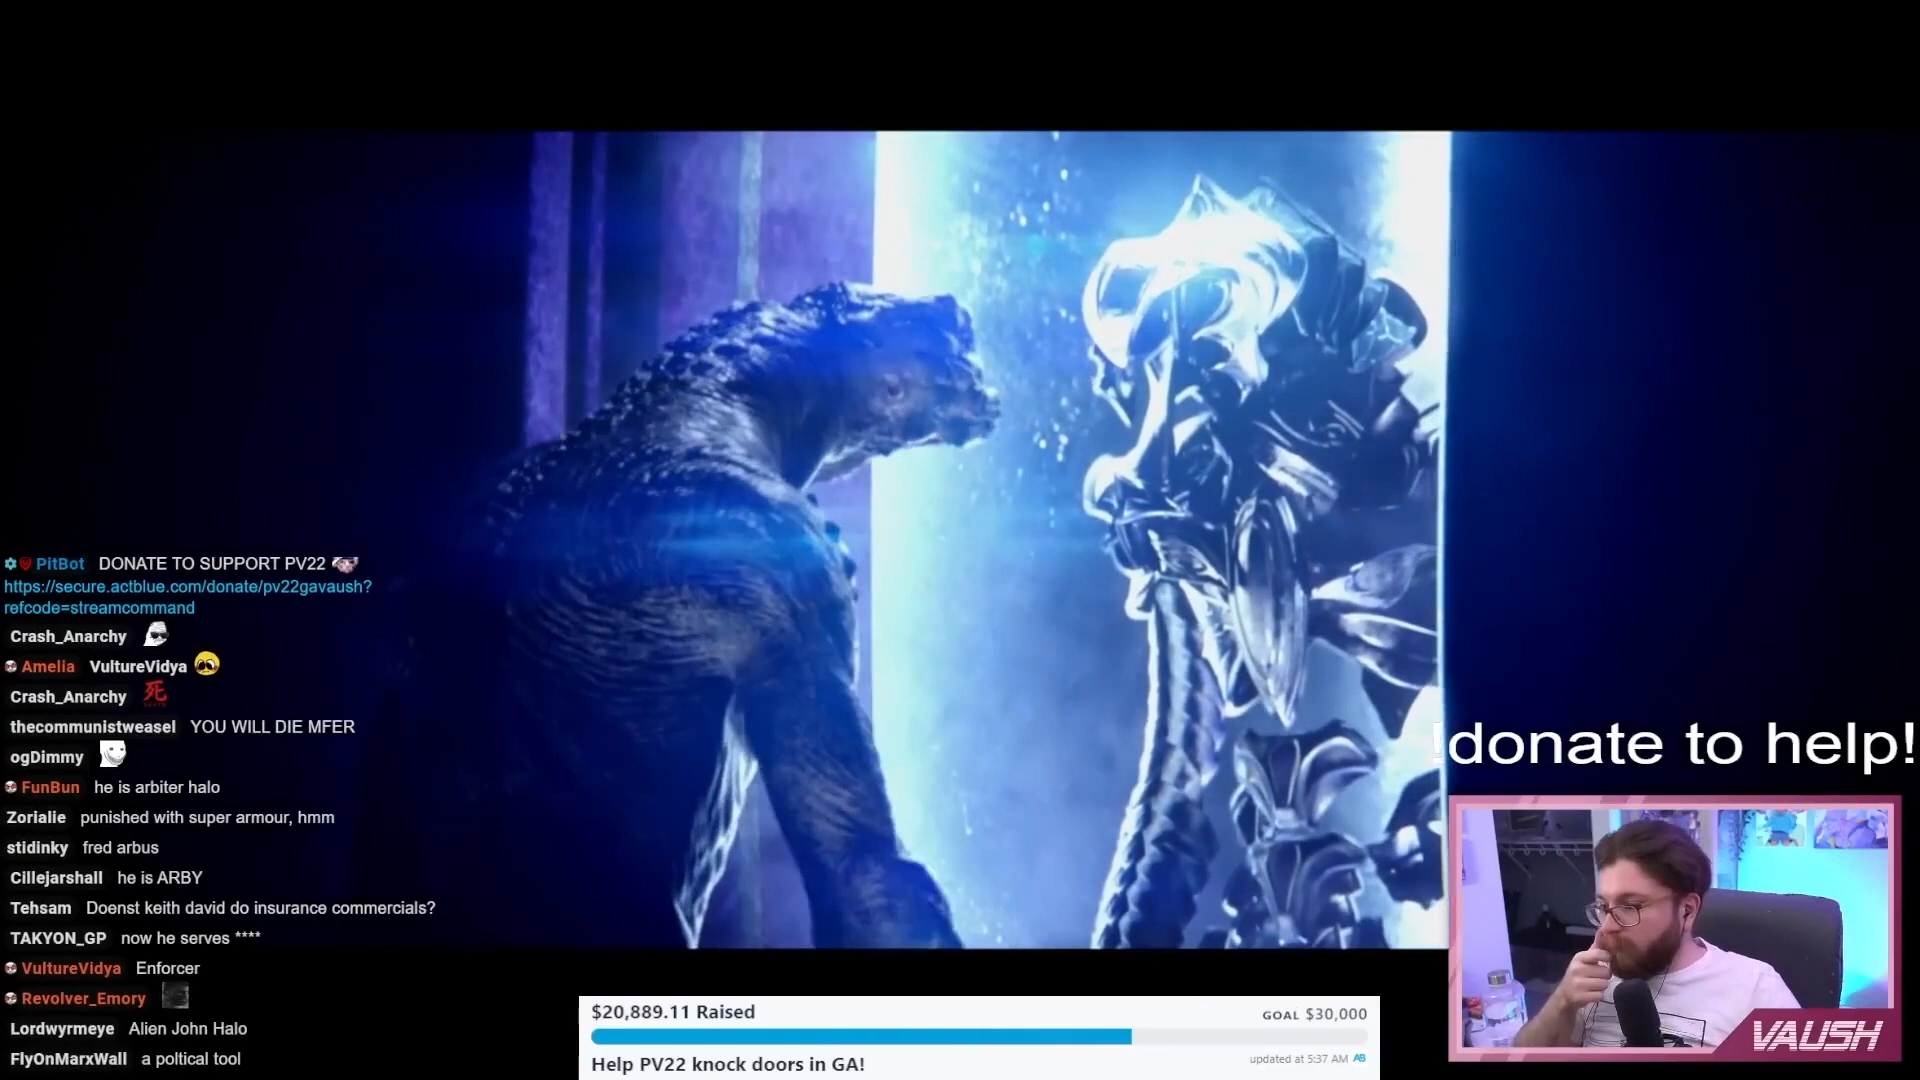 PitBot DONATE TO SUPPORT PV22
https://secure.actblue.com/donate/pv22gavaush?
refcode=streamcommand
Crash_Anarchy
Amelia VultureVidya
Crash_Anarchy 死
thecommunistweasel YOU WILL DIE MFER
ogDimmy
FunBun he is arbiter halo
Zorialie punished with super armour, hmm
stidinky fred arbus
Cillejarshall he is ARBY
Tehsam Doenst keith david do insurance commercials?
TAKYON_GP now he serves ****
VultureVidya Enforcer
Revolver_Emory
Lordwyrmeye Alien John Halo
FlyOnMarxWall a poltical tool
$20,889.11 Raised
GOAL $30,000
Help PV22 knock doors in GA!
updated at 5:37 AM AB
!donate to help!
VAUSH